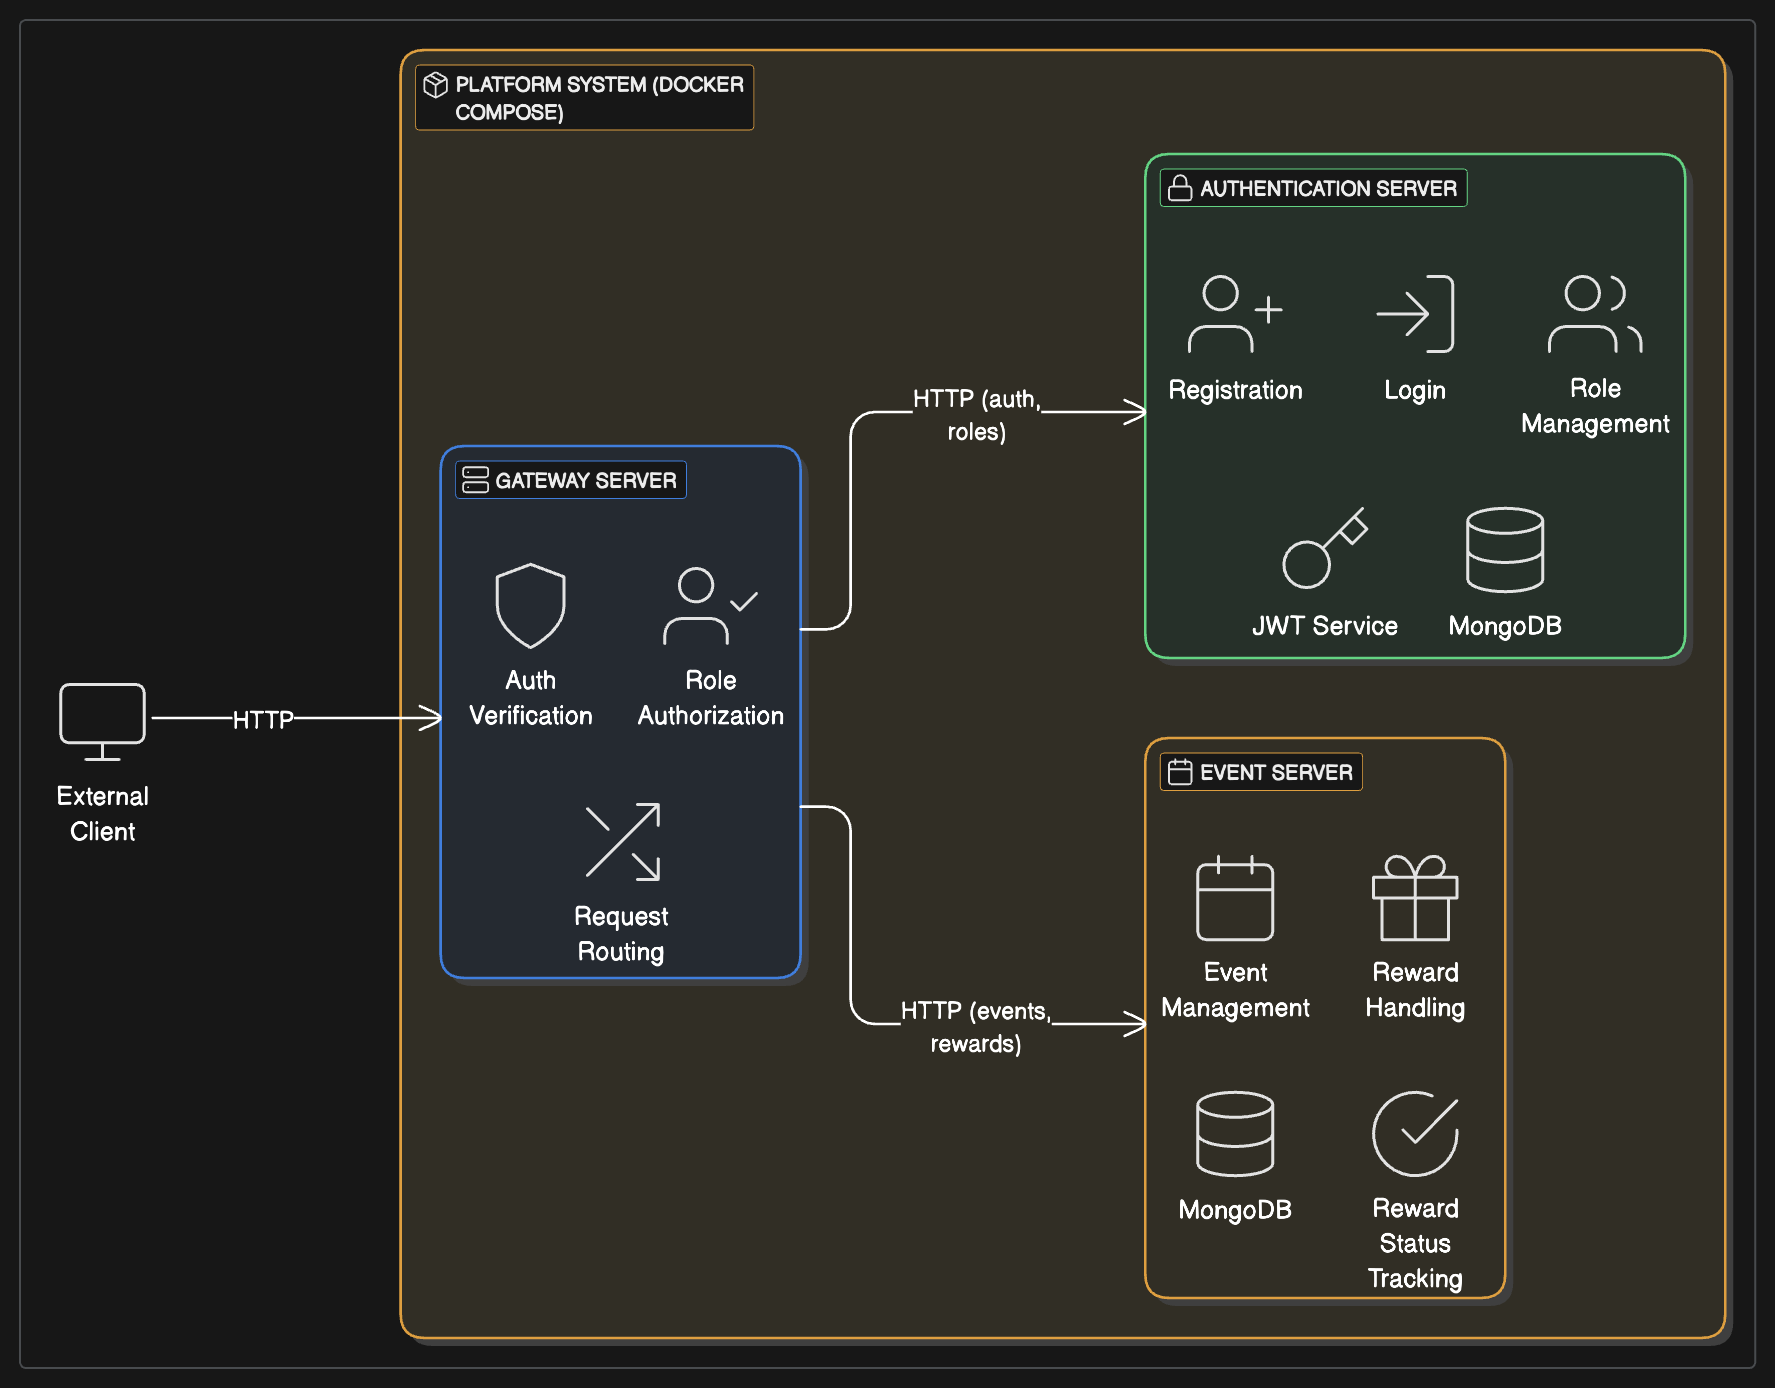 PLATFORM SYSTEM (DOCKER
COMPOSE)
AUTHENTICATION SERVER
Registration
Login
Role
Management
JWT Service
MongoDB
HTTP (auth,
roles)
GATEWAY SERVER
Auth
Verification
Role
Authorization
Request
Routing
HTTP
External
Client
HTTP (events,
rewards)
EVENT SERVER
Event
Management
Reward
Handling
MongoDB
Reward
Status
Tracking